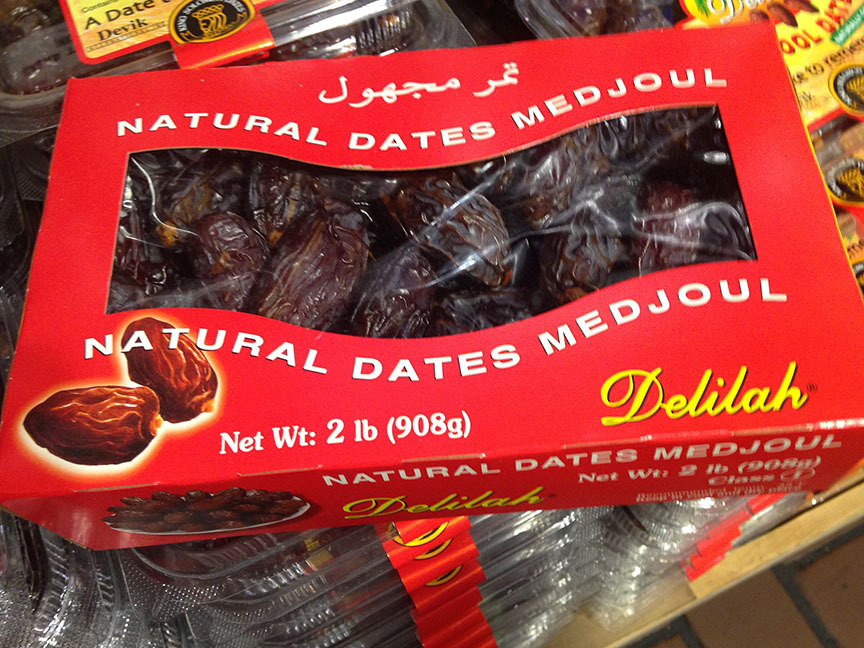 A Date
Devik
تمر مجهول
NATURAL DATES MEDJOUL
NATURAL DATES MEDJOUL
Delilah
Net Wt: 2 lb (908g)
NATURAL DATES MEDJOUL
Net Wt: 2 lb (908g)
Class
Delilah